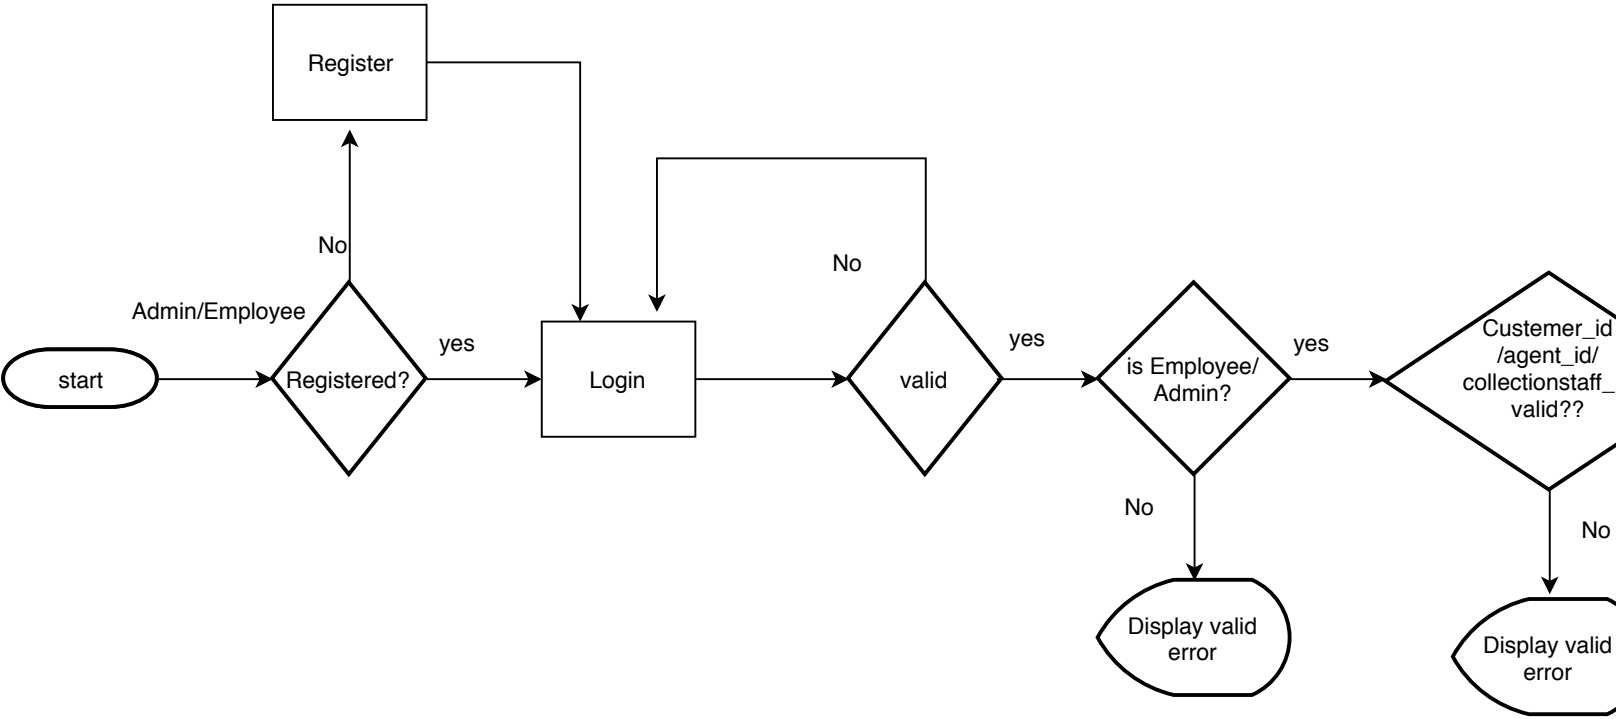 Register
No
Admin/Employee
start
Registered?
yes
Login
No
valid
yes
is Employee/
Admin?
yes
No
Display valid
error
Custemer_id
/agent_id/
collectionstaff_
valid??
No
Display valid
error